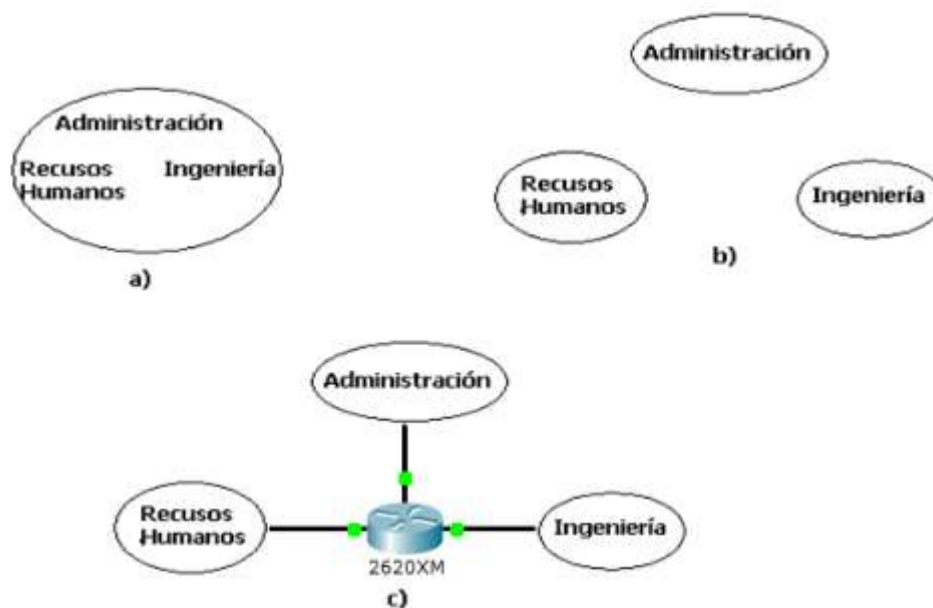 Administración
Recusos Ingeniería
Humanos
a)
Administración
Recusos
Humanos
Ingeniería
b)
Administración
Recusos
Humanos
Ingeniería
2620XM
c)